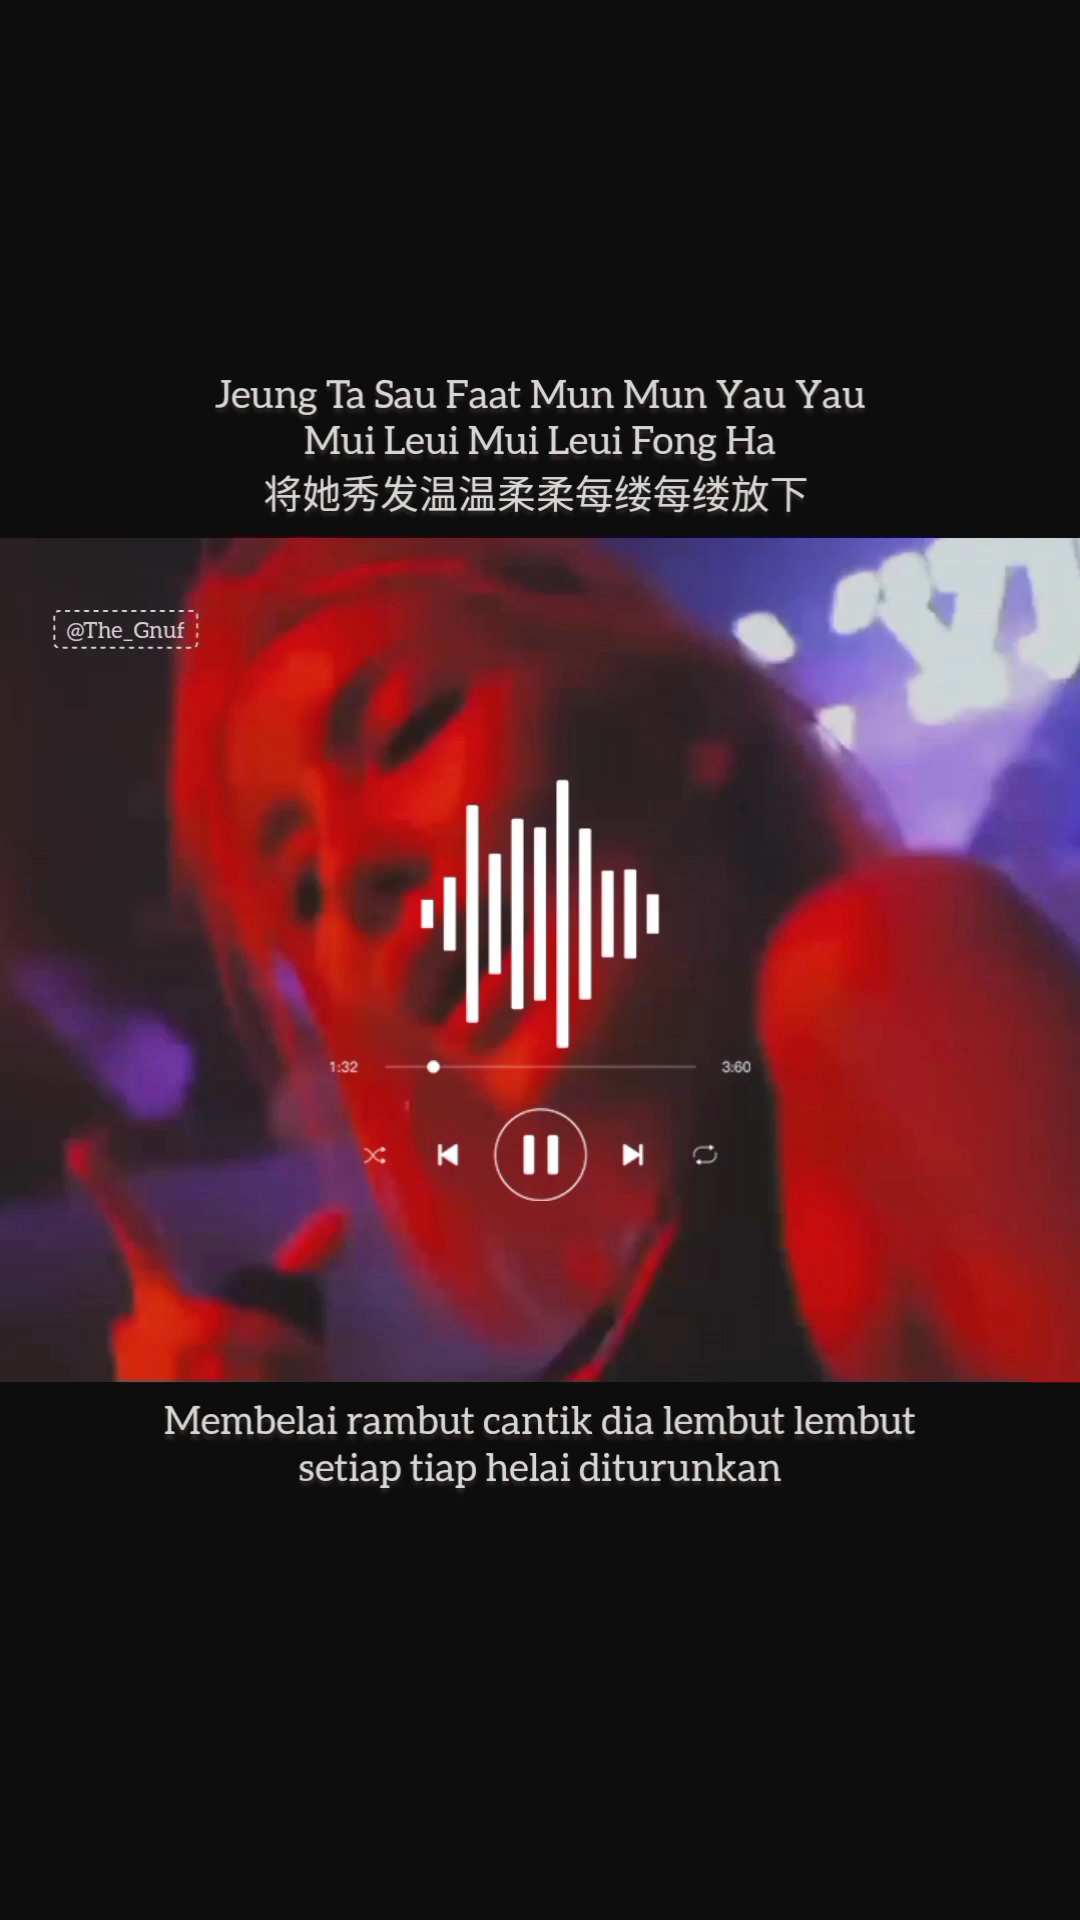 Jeung Ta Sau Faat Mun Mun Yau Yau
Mui Leui Mui Leui Fong Ha
将她秀发温温柔柔每缕每缕放下
@The_Gnuf
1:32
3:60
Membelai rambut cantik dia lembut lembut
setiap tiap helai diturunkan